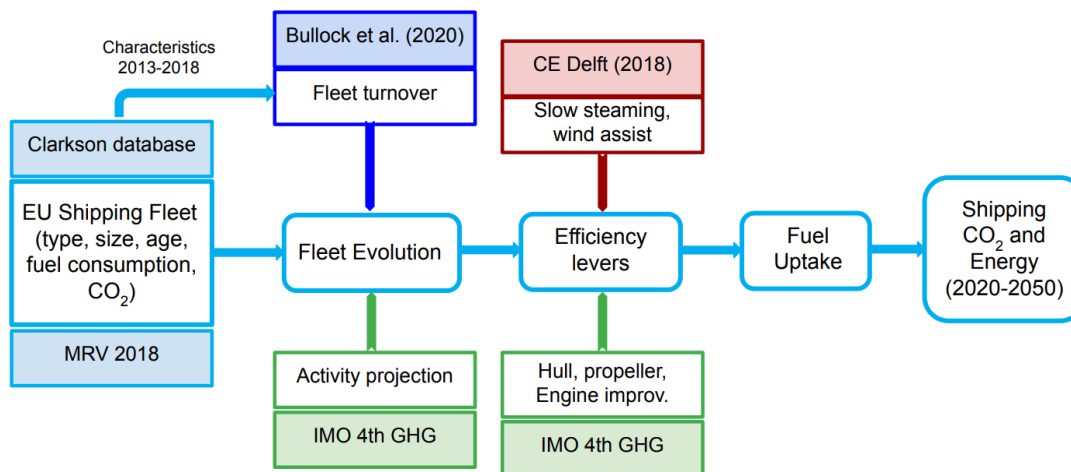 Characteristics
2013-2018
Bullock et al. (2020)
Fleet turnover
CE Delft (2018)
Slow steaming,
wind assist
Clarkson database
EU Shipping Fleet
(type, size, age,
fuel consumption,
CO₂)
MRV 2018
Fleet Evolution
Efficiency
levers
Fuel
Uptake
Shipping
CO₂ and
Energy
(2020-2050)
Activity projection
IMO 4th GHG
Hull, propeller,
Engine improv.
IMO 4th GHG